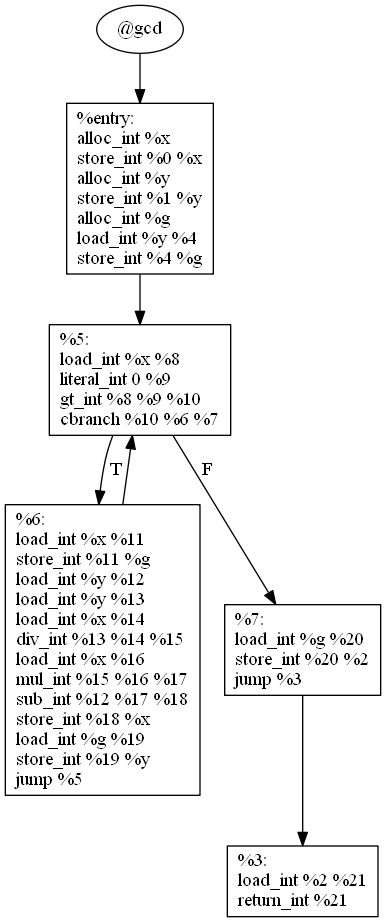 @gcd
%entry:
alloc_int %x
store_int %0 %x
alloc_int %y
store_int %1 %y
alloc_int %g
load_int %y %4
store_int %4 %g
%5:
load_int %x %8
literal_int 0 %9
gt_int %8 %9 %10
cbranch %10 %6 %7
T
F
%6:
load_int %x %11
store_int %11 %g
load_int %y %12
load_int %y %13
load_int %x %14
div_int %13 %14 %15
load_int %x %16
mul_int %15 %16 %17
sub_int %12 %17 %18
store_int %18 %x
load_int %g %19
store_int %19 %y
jump %5
%7:
load_int %g %20
store_int %20 %2
jump %3
%3:
load_int %2 %21
return_int %21